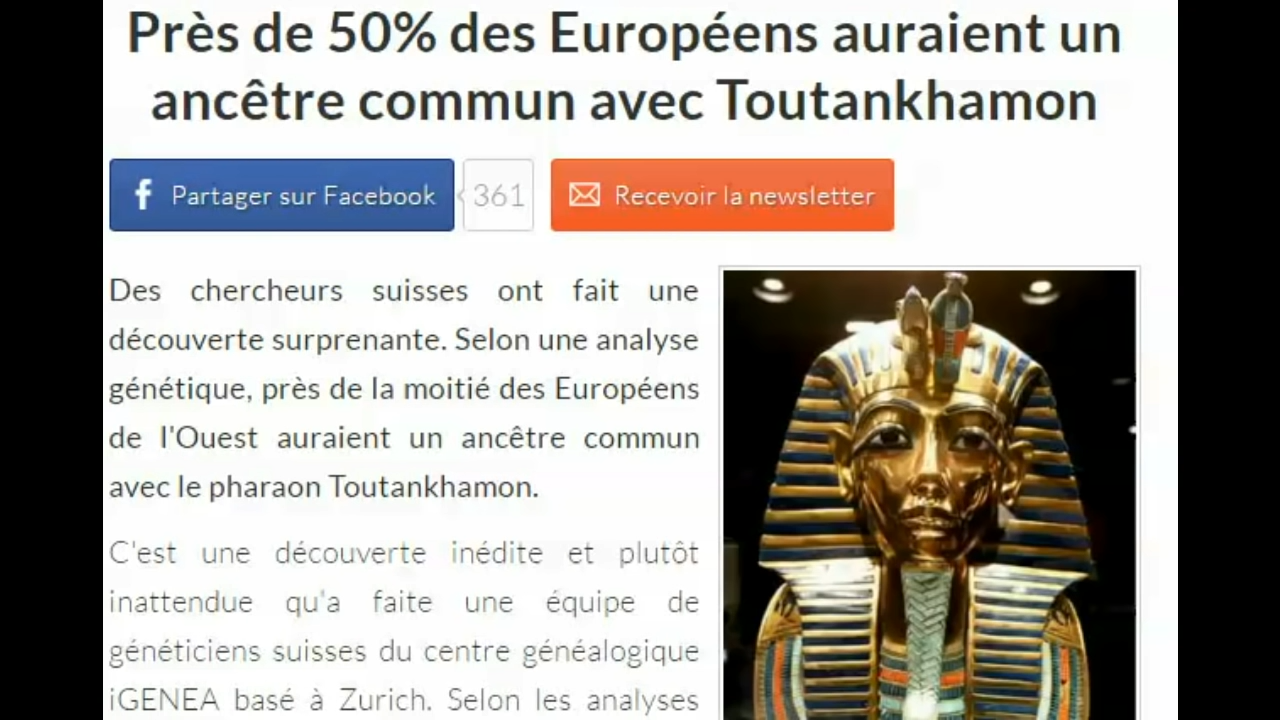 Près de 50% des Européens auraient un
ancêtre commun avec Toutankhamon
Partager sur Facebook 361 Recevoir la newsletter
Des chercheurs suisses ont fait une
découverte surprenante. Selon une analyse
génétique, près de la moitié des Européens
de l'Ouest auraient un ancêtre commun
avec le pharaon Toutankhamon.
C'est une découverte inédite et plutôt
inattendue qu'a faite une équipe de
généticiens suisses du centre généalogique
iGENEA basé à Zurich. Selon les analyses